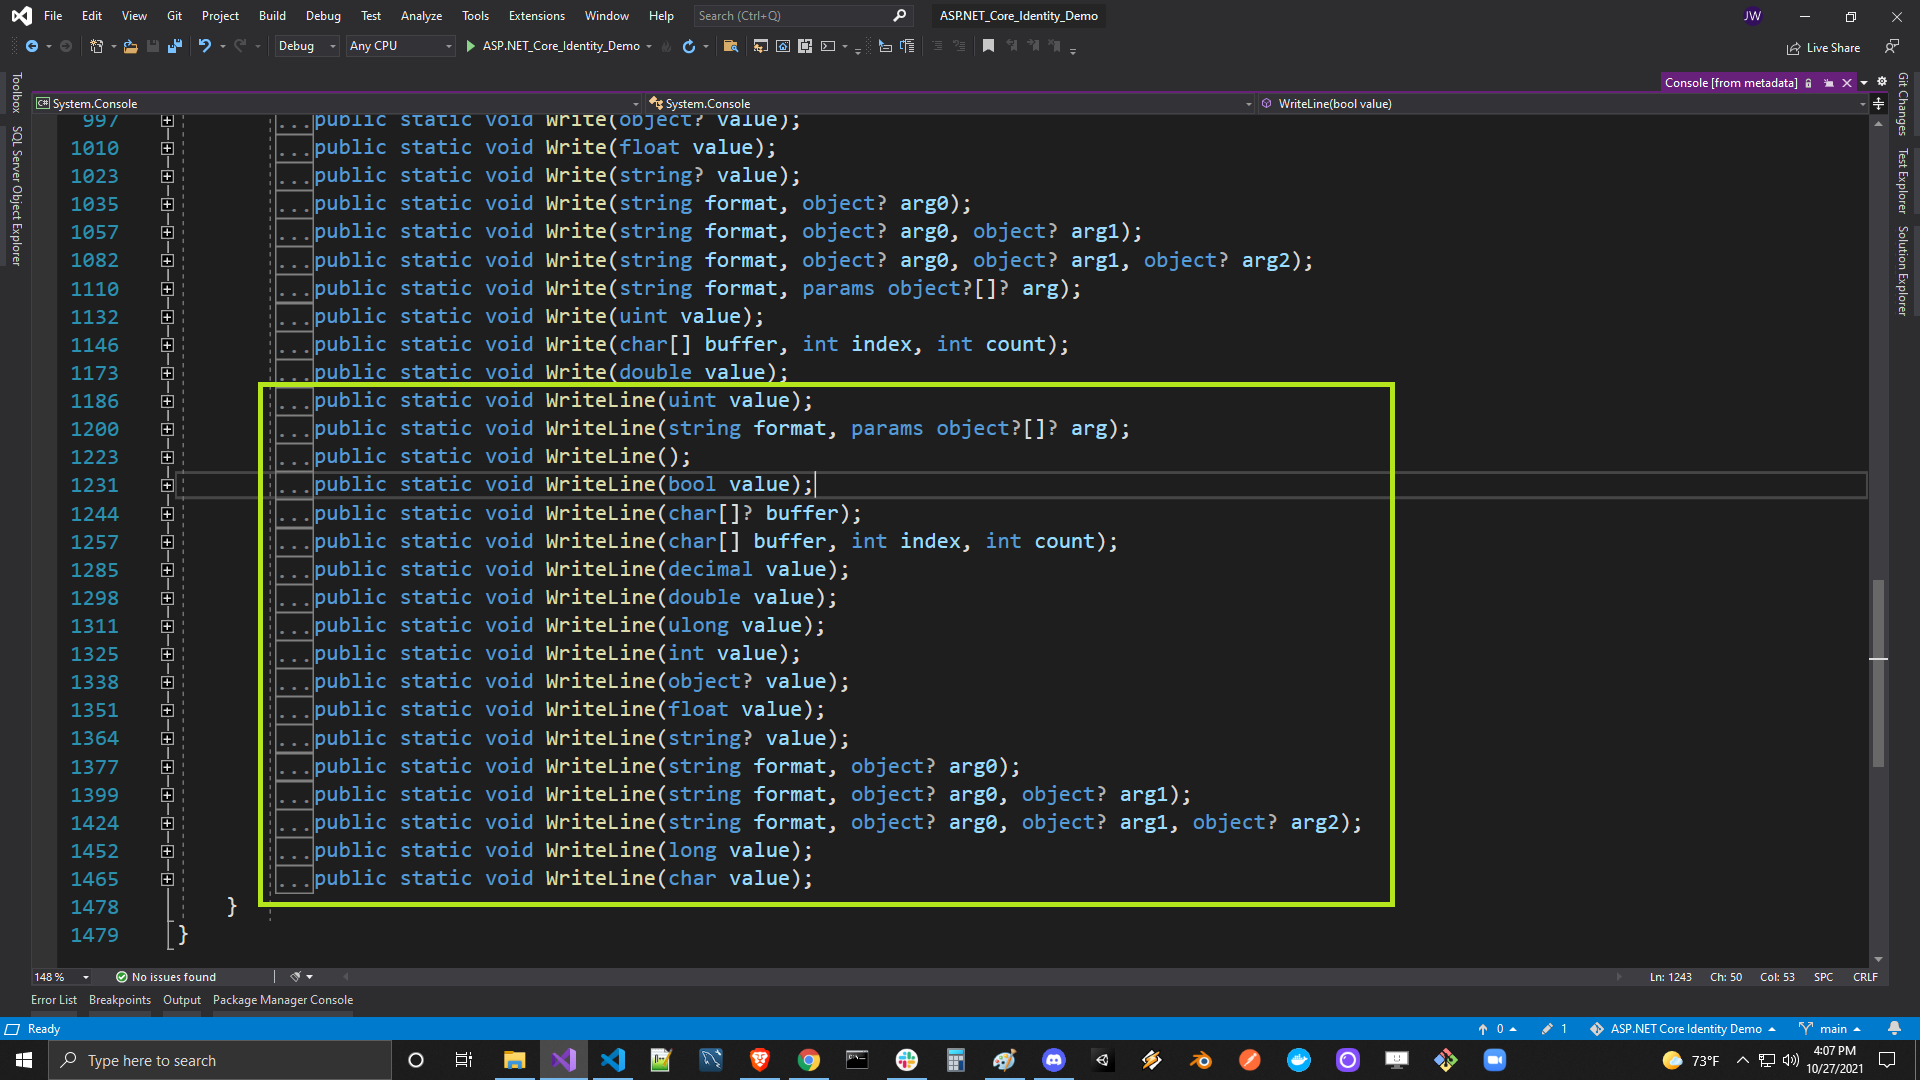 File Edit View Git Project Build Debug Test Analyze Tools Extensions Window Help Search (Ctrl+Q) ASP.NET_Core_Identity_Demo JW
Debug Any CPU ASP.NET_Core_Identity_Demo Live Share
Console [from metadata]
Toolbox
SQL Server Object Explorer
Git Changes
Test Explorer
Solution Explorer
C# System.Console System.Console WriteLine(bool value)
997 ...public static void Write(object? value);
1010 ...public static void Write(float value);
1023 ...public static void Write(string? value);
1035 ...public static void Write(string format, object? arg0);
1057 ...public static void Write(string format, object? arg0, object? arg1);
1082 ...public static void Write(string format, object? arg0, object? arg1, object? arg2);
1110 ...public static void Write(string format, params object?[]? arg);
1132 ...public static void Write(uint value);
1146 ...public static void Write(char[] buffer, int index, int count);
1173 ...public static void Write(double value);
1186 ...public static void WriteLine(uint value);
1200 ...public static void WriteLine(string format, params object?[]? arg);
1223 ...public static void WriteLine();
1231 ...public static void WriteLine(bool value);
1244 ...public static void WriteLine(char[]? buffer);
1257 ...public static void WriteLine(char[] buffer, int index, int count);
1285 ...public static void WriteLine(decimal value);
1298 ...public static void WriteLine(double value);
1311 ...public static void WriteLine(ulong value);
1325 ...public static void WriteLine(int value);
1338 ...public static void WriteLine(object? value);
1351 ...public static void WriteLine(float value);
1364 ...public static void WriteLine(string? value);
1377 ...public static void WriteLine(string format, object? arg0);
1399 ...public static void WriteLine(string format, object? arg0, object? arg1);
1424 ...public static void WriteLine(string format, object? arg0, object? arg1, object? arg2);
1452 ...public static void WriteLine(long value);
1465 ...public static void WriteLine(char value);
1478 }
1479 }
148 % No issues found Ln: 1243 Ch: 50 Col: 53 SPC CRLF
Error List Breakpoints Output Package Manager Console
Ready 0 1 ASP.NET Core Identity Demo main
Type here to search 73°F 4:07 PM
10/27/2021